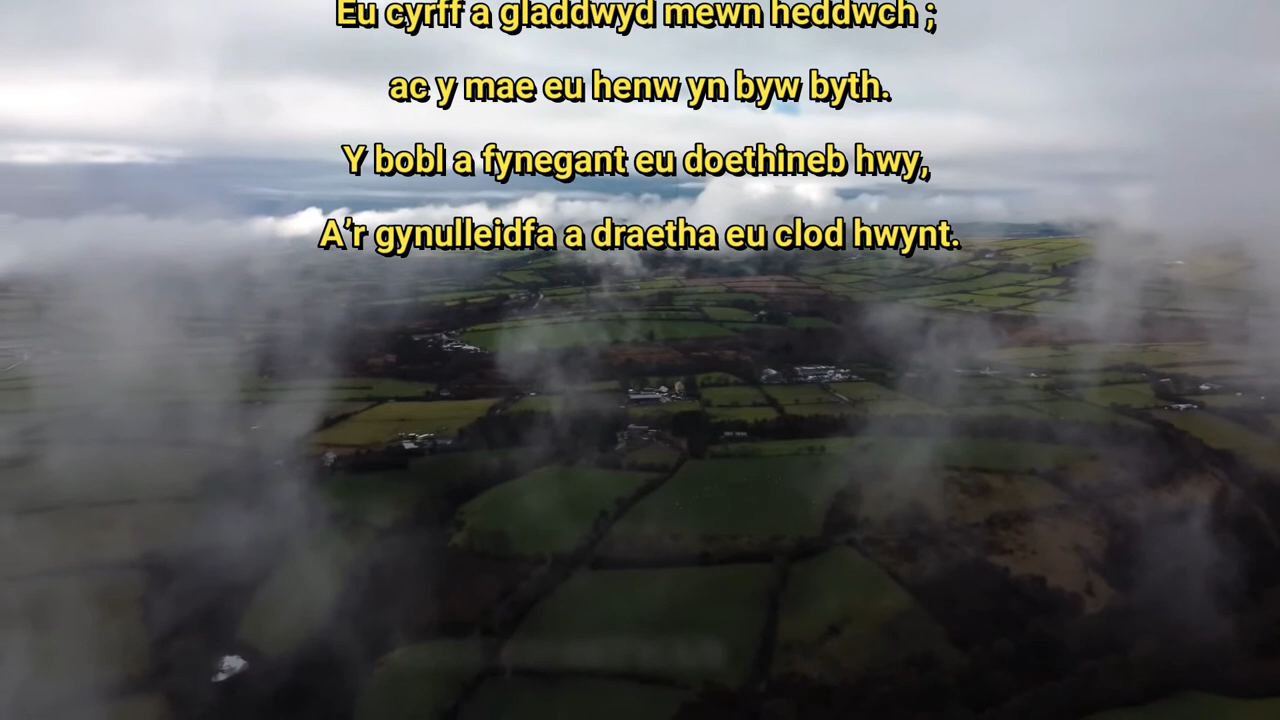 Eu cyrff a gladdwyd mewn heddwch ;
ac y mae eu henw yn byw byth.
Y bobl a fynegant eu doethineb hwy,
A'r gynulleidfa a draetha eu clod hwynt.